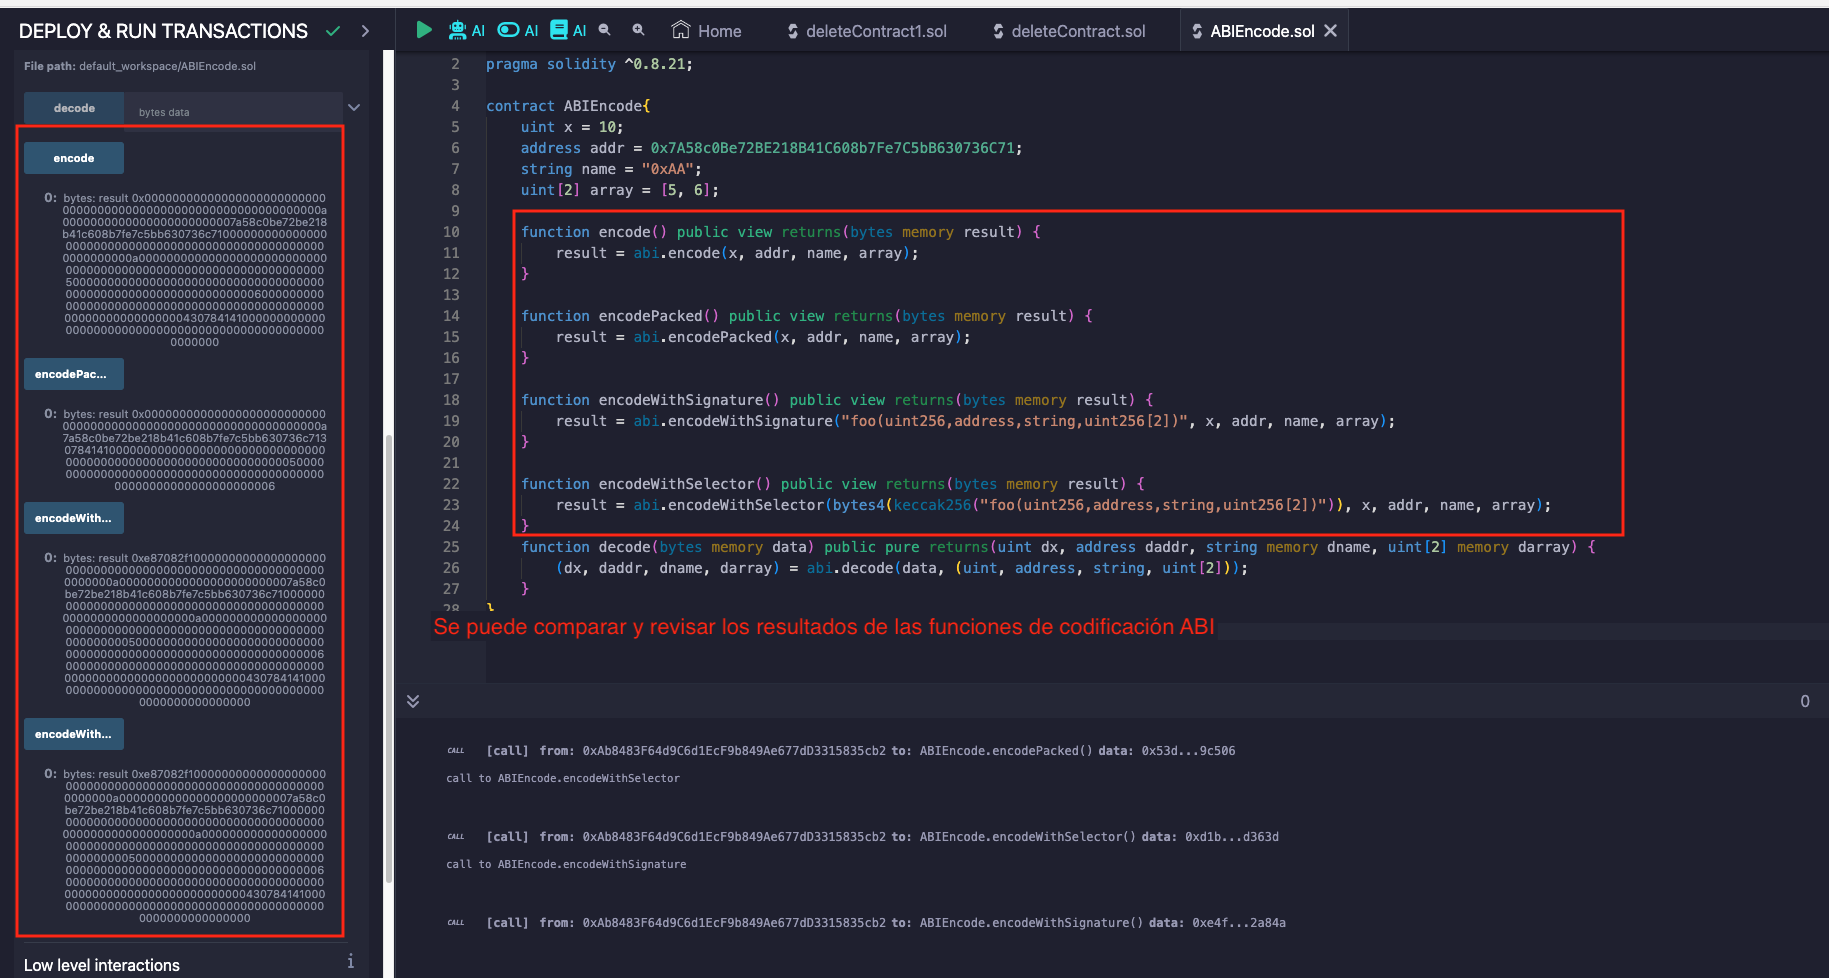 DEPLOY & RUN TRANSACTIONS
File path: default_workspace/ABIEncode.sol
decode
bytes data
encode
0: bytes: result
encodePac...
0: bytes: result
encodeWith...
0: bytes: result
encodeWith...
0: bytes: result
Low level interactions
i
AI AI AI Home deleteContract1.sol deleteContract.sol ABIEncode.sol
2 pragma solidity ^0.8.21;
3
4 contract ABIEncode{
5 uint x = 10;
6 address addr = 0x7A58c0Be72BE218B41C608b7Fe7C5bB630736C71;
7 string name = "0xAA";
8 uint[2] array = [5, 6];
9
10 function encode() public view returns(bytes memory result) {
11 result = abi.encode(x, addr, name, array);
12 }
13
14 function encodePacked() public view returns(bytes memory result) {
15 result = abi.encodePacked(x, addr, name, array);
16 }
17
18 function encodeWithSignature() public view returns(bytes memory result) {
19 result = abi.encodeWithSignature("foo(uint256,address,string,uint256[2])", x, addr, name, array);
20 }
21
22 function encodeWithSelector() public view returns(bytes memory result) {
23 result = abi.encodeWithSelector(bytes4(keccak256("foo(uint256,address,string,uint256[2])")), x, addr, name, array);
24 }
25 function decode(bytes memory data) public pure returns(uint dx, address daddr, string memory dname, uint[2] memory darray) {
26 (dx, daddr, dname, darray) = abi.decode(data, (uint, address, string, uint[2]));
27 }
28 }
Se puede comparar y revisar los resultados de las funciones de codificación ABI
0
CALL [call] from: 0xAb8483F64d9C6d1EcF9b849Ae677dD3315835cb2 to: ABIEncode.encodePacked() data: 0x53d...9c506
call to ABIEncode.encodeWithSelector
CALL [call] from: 0xAb8483F64d9C6d1EcF9b849Ae677dD3315835cb2 to: ABIEncode.encodeWithSelector() data: 0xd1b...d363d
call to ABIEncode.encodeWithSignature
CALL [call] from: 0xAb8483F64d9C6d1EcF9b849Ae677dD3315835cb2 to: ABIEncode.encodeWithSignature() data: 0xe4f...2a84a